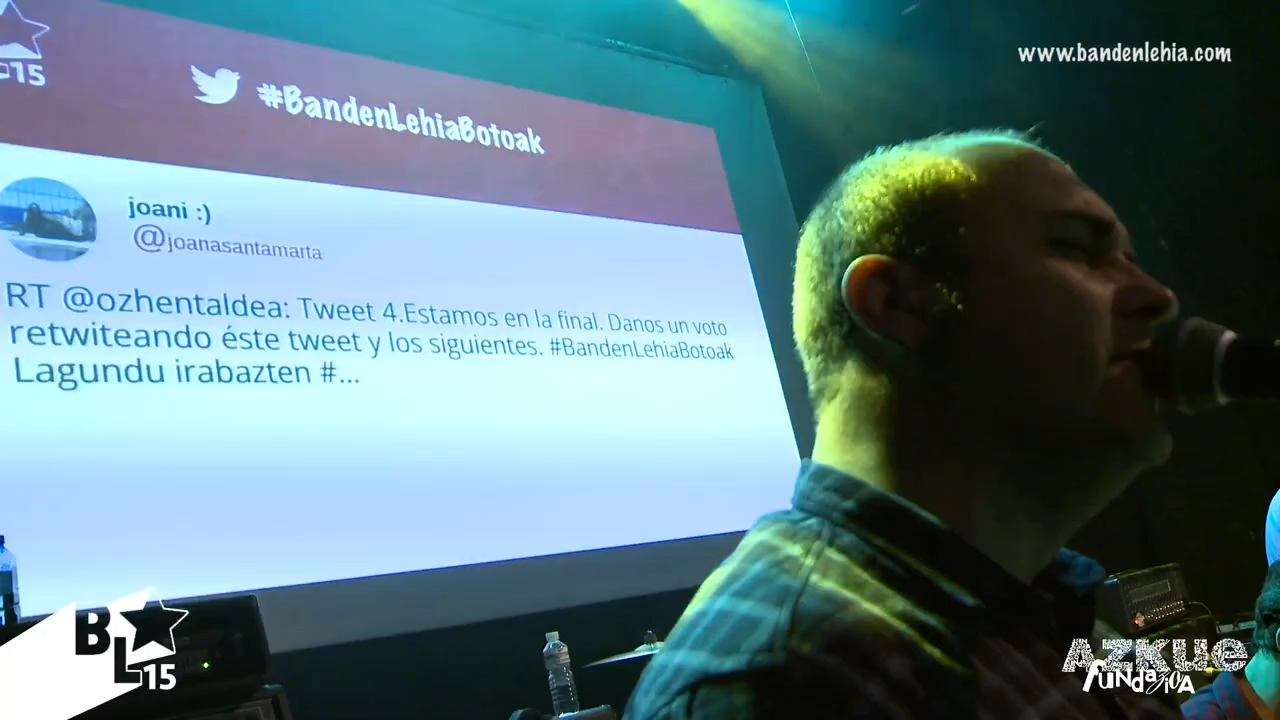 www.bandenlehia.com
15
#BandenLehiaBotoak
joani :)
@joanasantamarta
RT @ozhentaldea: Tweet 4.Estamos en la final. Danos un voto
retwiteando éste tweet y los siguientes. #BandenLehiaBotoak
Lagundu irabazten #...
BL
15
AZKUE
FUNDAZIOA